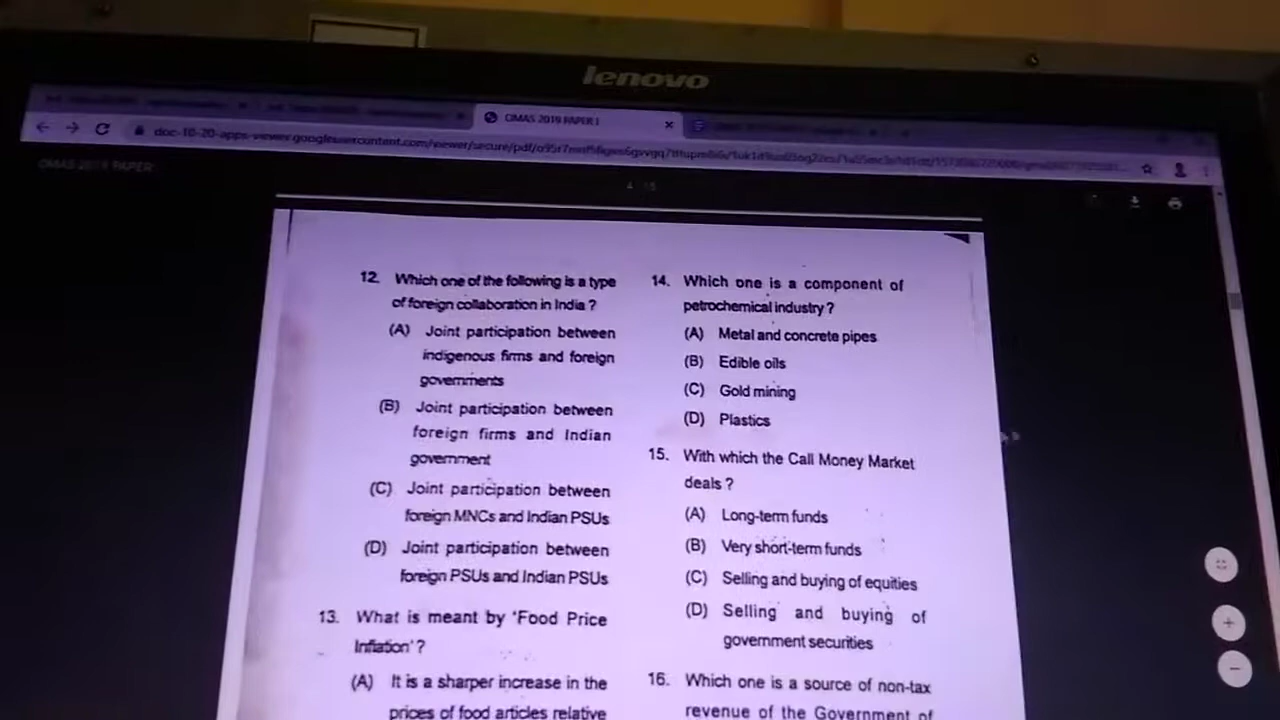 lenovo
OMAS 2019 PAPER I
OMAS 2019 PAPER
4 15
12. Which one of the following is a type
of foreign collaboration in India ?
(A) Joint participation between
indigenous firms and foreign
governments
(B) Joint participation between
foreign firms and Indian
government
(C) Joint participation between
foreign MNCs and Indian PSUs
(D) Joint participation between
foreign PSUs and Indian PSUs
13. What is meant by 'Food Price
Inflation' ?
(A) It is a sharper increase in the
prices of food articles relative
14. Which one is a component of
petrochemical industry ?
(A) Metal and concrete pipes
(B) Edible oils
(C) Gold mining
(D) Plastics
15. With which the Call Money Market
deals ?
(A) Long-term funds
(B) Very short-term funds
(C) Selling and buying of equities
(D) Selling and buying of
government securities
16. Which one is a source of non-tax
revenue of the Government of